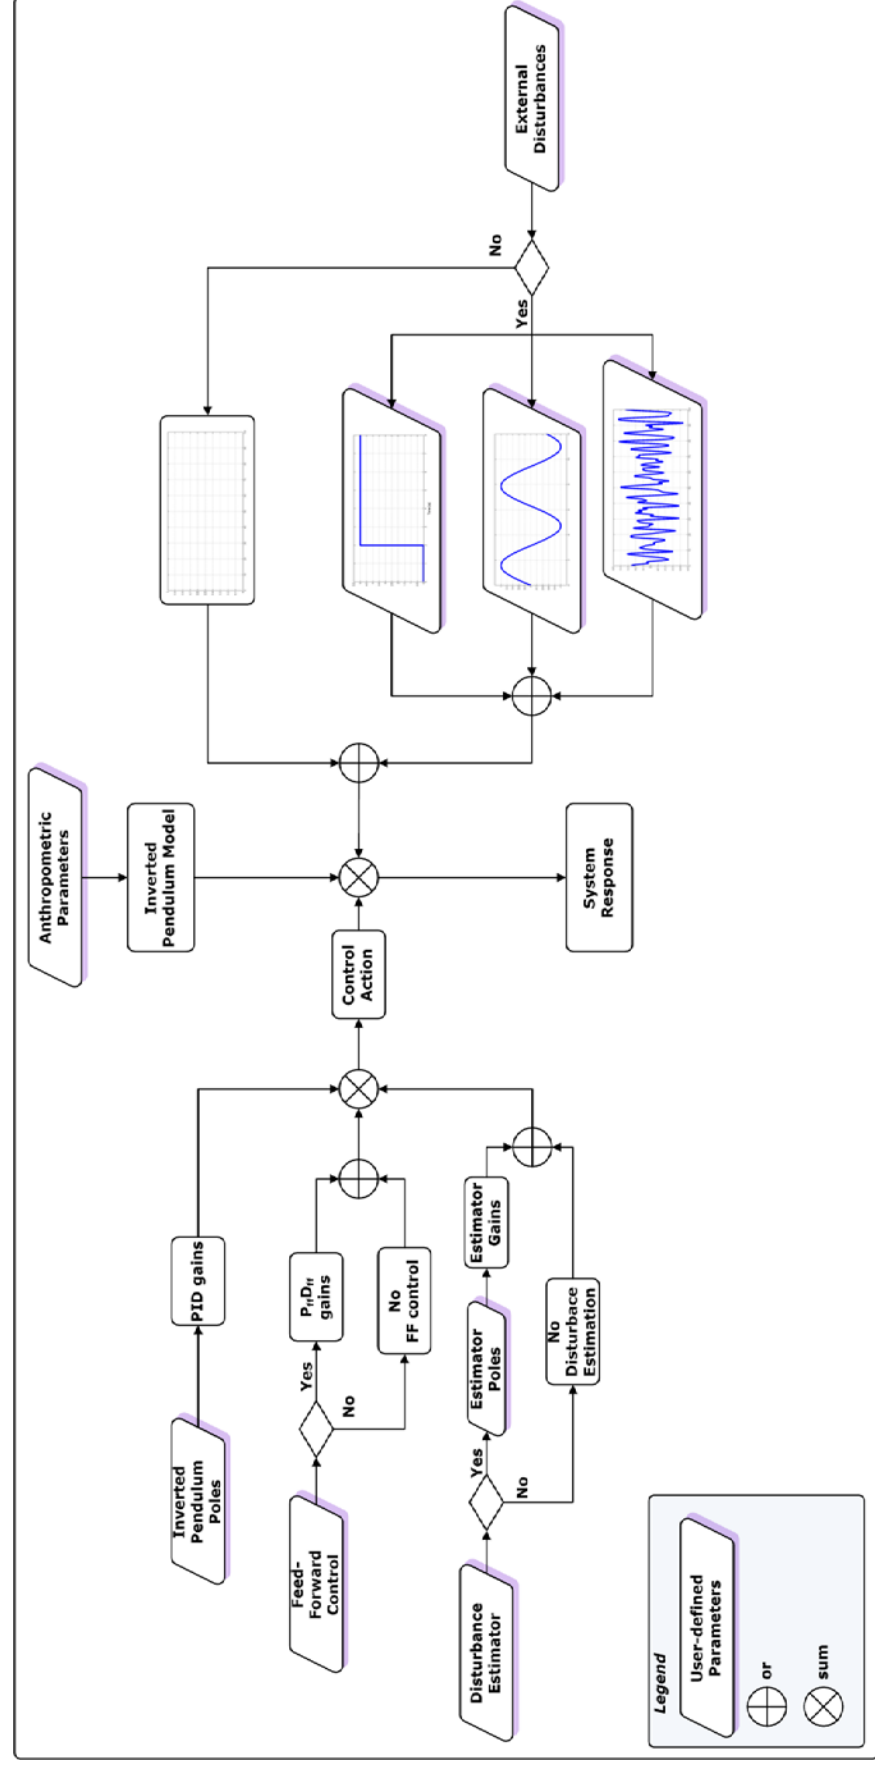 Inverted
Pendulum
Poles
PID gains
Feed-
Forward
Control
Yes
No
PffDff
gains
No
FF control
Disturbance
Estimator
Yes
No
Estimator
Poles
Estimator
Gains
No
Disturbace
Estimation
Control
Action
Anthropometric
Parameters
Inverted
Pendulum Model
System
Response
External
Disturbances
No
Yes
Legend
User-defined
Parameters
or
sum